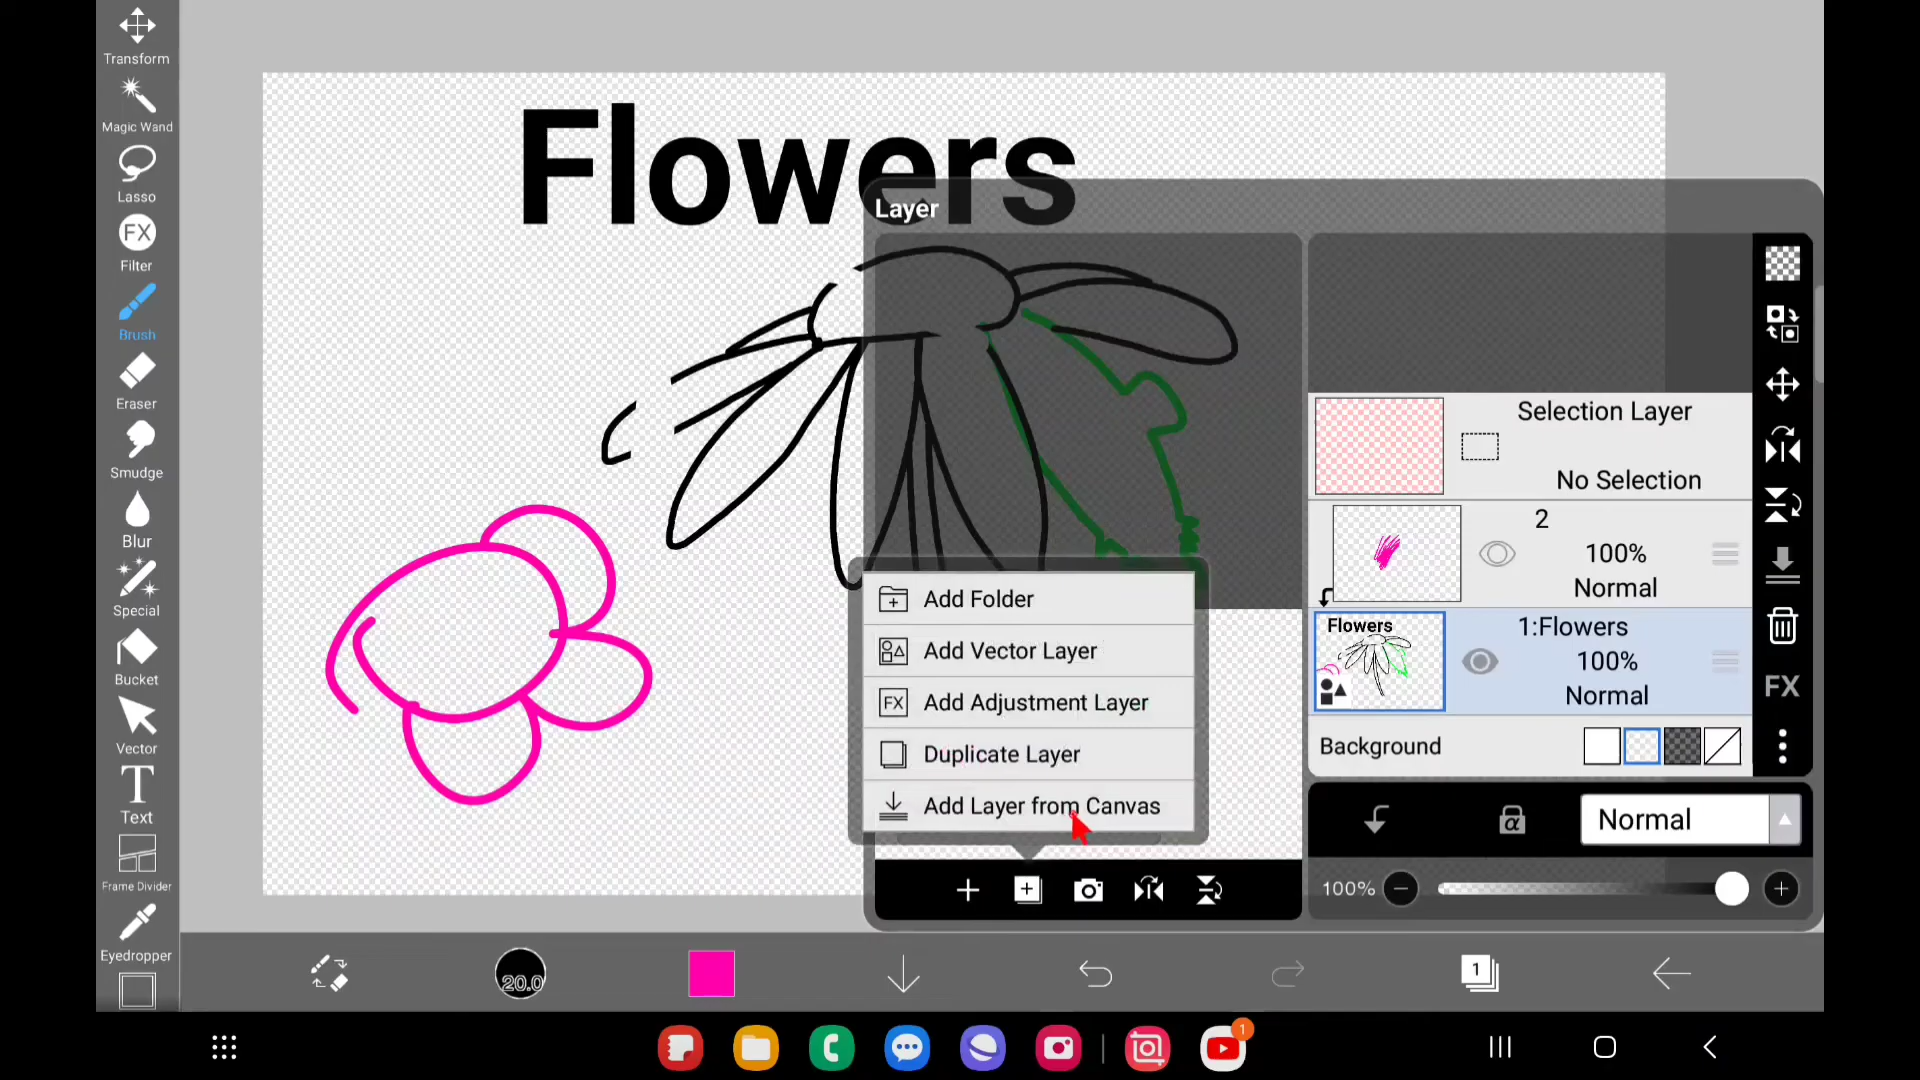 Transform
Magic Wand
Lasso
FX
Filter
Brush
Eraser
Smudge
Blur
Special
Bucket
Vector
T
Text
Frame Divider
Eyedropper
Flowers
Layer
Selection Layer
No Selection
2
100%
Normal
Flowers
1:Flowers
100%
Normal
Background
FX
Add Folder
Add Vector Layer
FX Add Adjustment Layer
Duplicate Layer
Add Layer from Canvas
α
Normal
100%
20.0
1
1